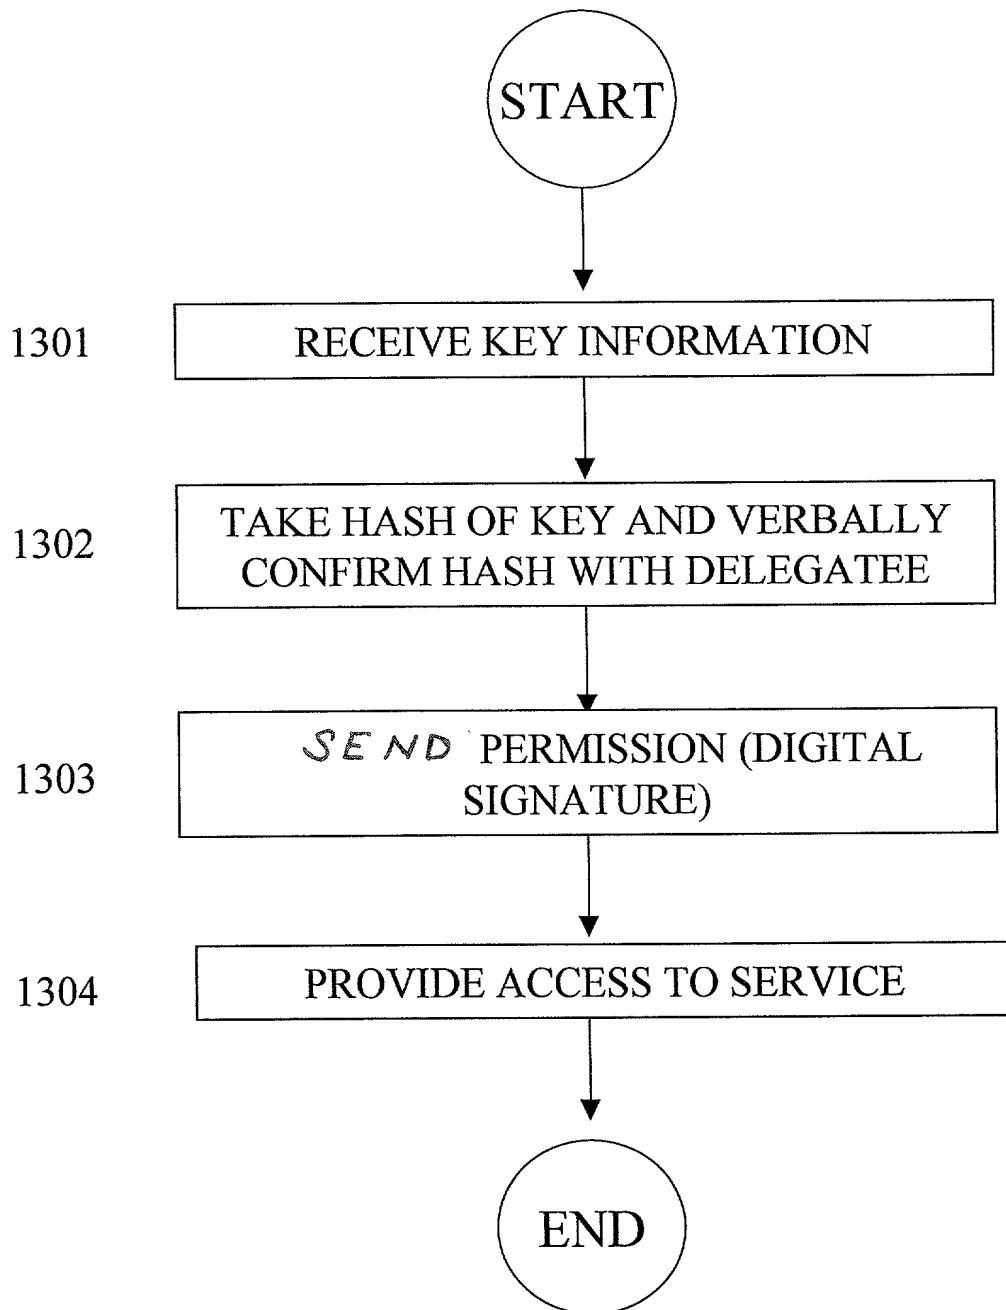 START
1301
RECEIVE KEY INFORMATION
1302
TAKE HASH OF KEY AND VERBALLY
CONFIRM HASH WITH DELEGATEE
1303
SEND PERMISSION (DIGITAL
SIGNATURE)
1304
PROVIDE ACCESS TO SERVICE
END